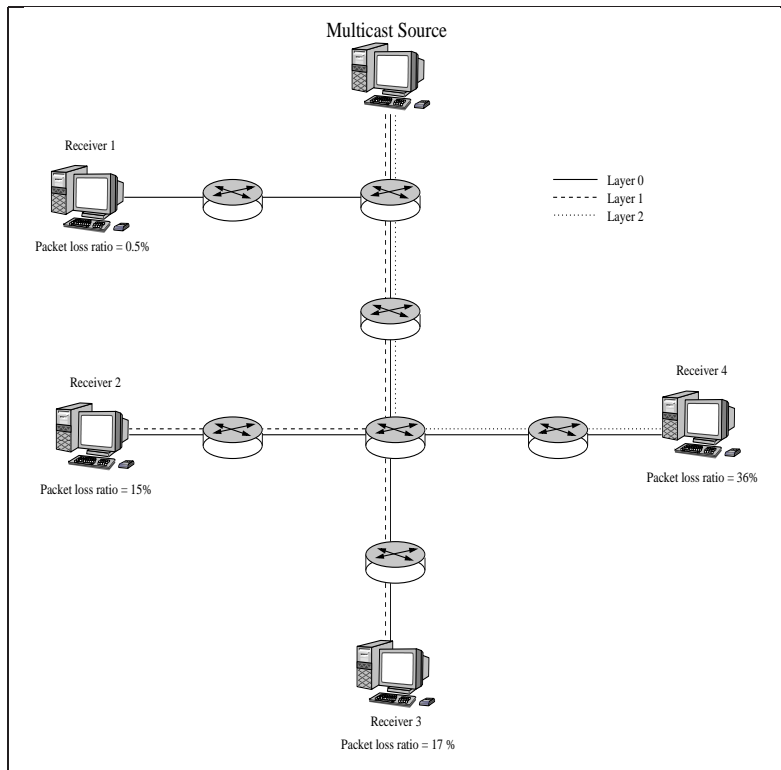 Multicast Source
Receiver 1
Packet loss ratio = 0.5%
Layer 0
Layer 1
Layer 2
Receiver 2
Packet loss ratio = 15%
Receiver 4
Packet loss ratio = 36%
Receiver 3
Packet loss ratio = 17 %